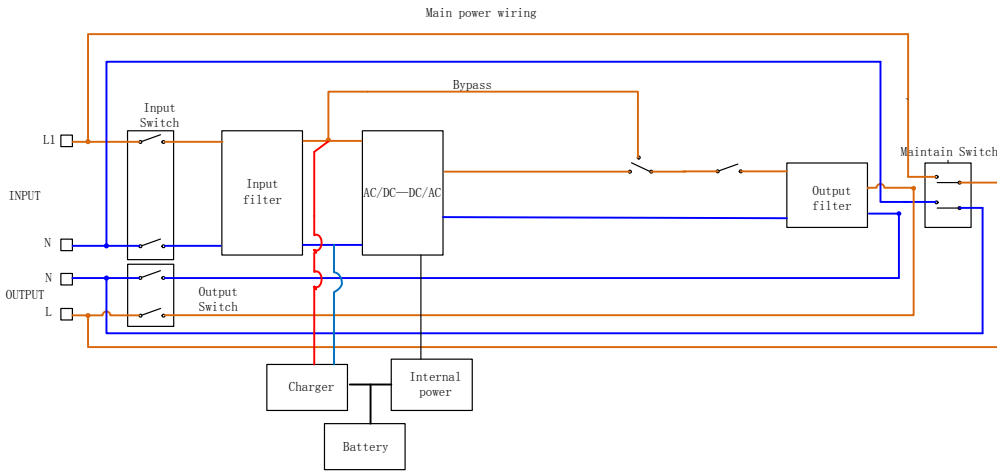 Main power wiring
Bypass
Input
Switch
L1
Maintain Switch
Input
filter
AC/DC—DC/AC
Output
filter
INPUT
N
N
OUTPUT
Output
Switch
L
Charger
Internal
power
Battery